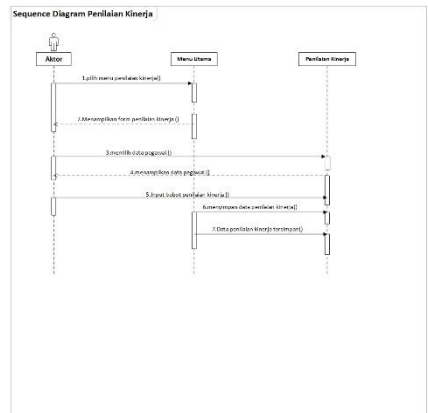 Sequence Diagram Penilaian Kinerja
Aktor
Menu Utama
Penilaian Kinerja
1.pilih menu penilaian kinerja()
2.Menampilkan form penilaian kinerja ()
3.memilih data pegawai()
4.menampilkan data pegawai ()
5.Input bobot penilaian kinerja()
6.menyimpan data penilaian kinerja()
7.Data penilaian kinerja tersimpan()